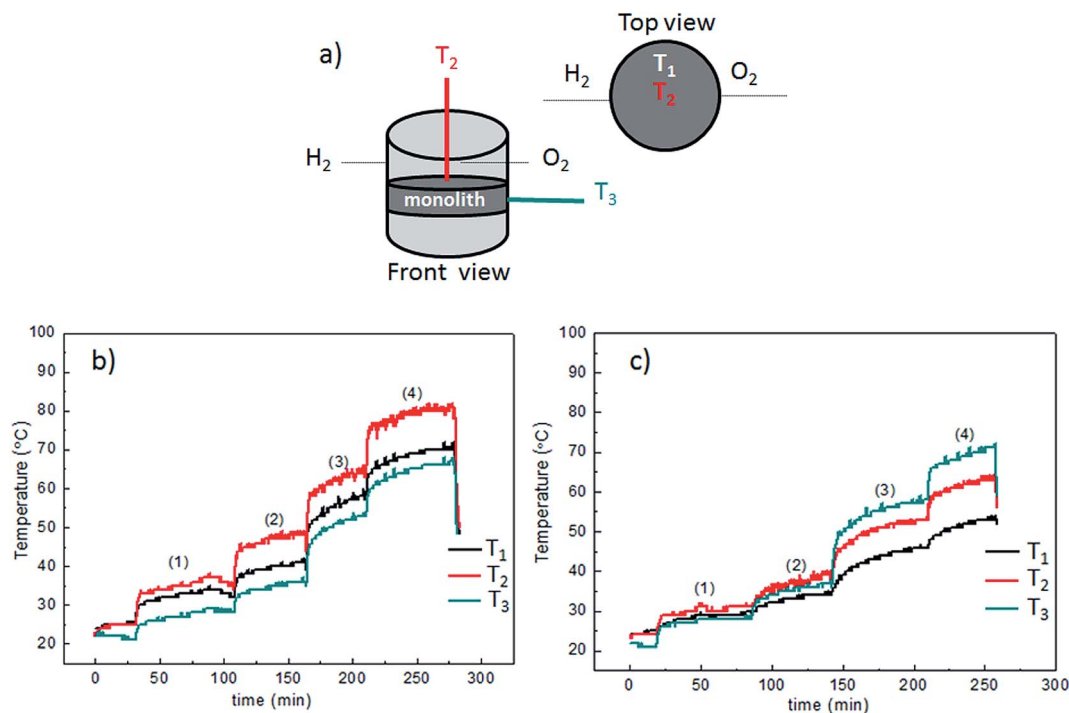 a)
T2
H2
O2
monolith
T3
Front view
Top view
H2
T1
T2
O2
b)
Temperature (°C)
100
90
80
70
60
50
40
30
20
(1)
(2)
(3)
(4)
T1
T2
T3
0 50 100 150 200 250 300
time (min)
c)
Temperature (°C)
100
90
80
70
60
50
40
30
20
(1)
(2)
(3)
(4)
T1
T2
T3
0 50 100 150 200 250 300
time (min)